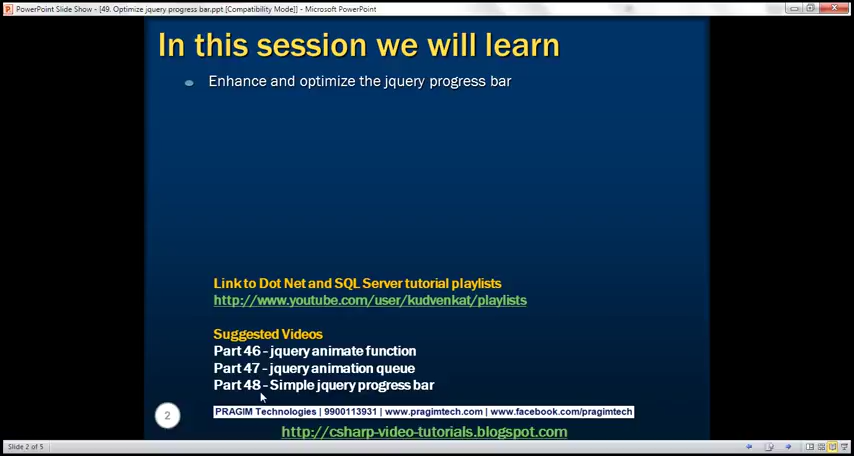 PowerPoint Slide Show - [49. Optimize jquery progress bar.ppt [Compatibility Mode]] - Microsoft PowerPoint
In this session we will learn
Enhance and optimize the jquery progress bar
Link to Dot Net and SQL Server tutorial playlists
http://www.youtube.com/user/kudvenkat/playlists
Suggested Videos
Part 46 - jquery animate function
Part 47 - jquery animation queue
Part 48 - Simple jquery progress bar
2
PRAGIM Technologies | 9900113931 | www.pragimtech.com | www.facebook.com/pragimtech
http://csharp-video-tutorials.blogspot.com
Slide 2 of 5